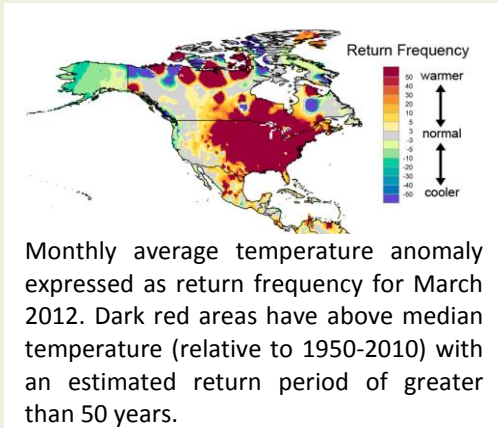 Return Frequency
50
40
30
20
10
5
3
-3
-5
-10
-20
-30
-40
-50
warmer
normal
cooler
Monthly average temperature anomaly
expressed as return frequency for March
2012. Dark red areas have above median
temperature (relative to 1950-2010) with
an estimated return period of greater
than 50 years.